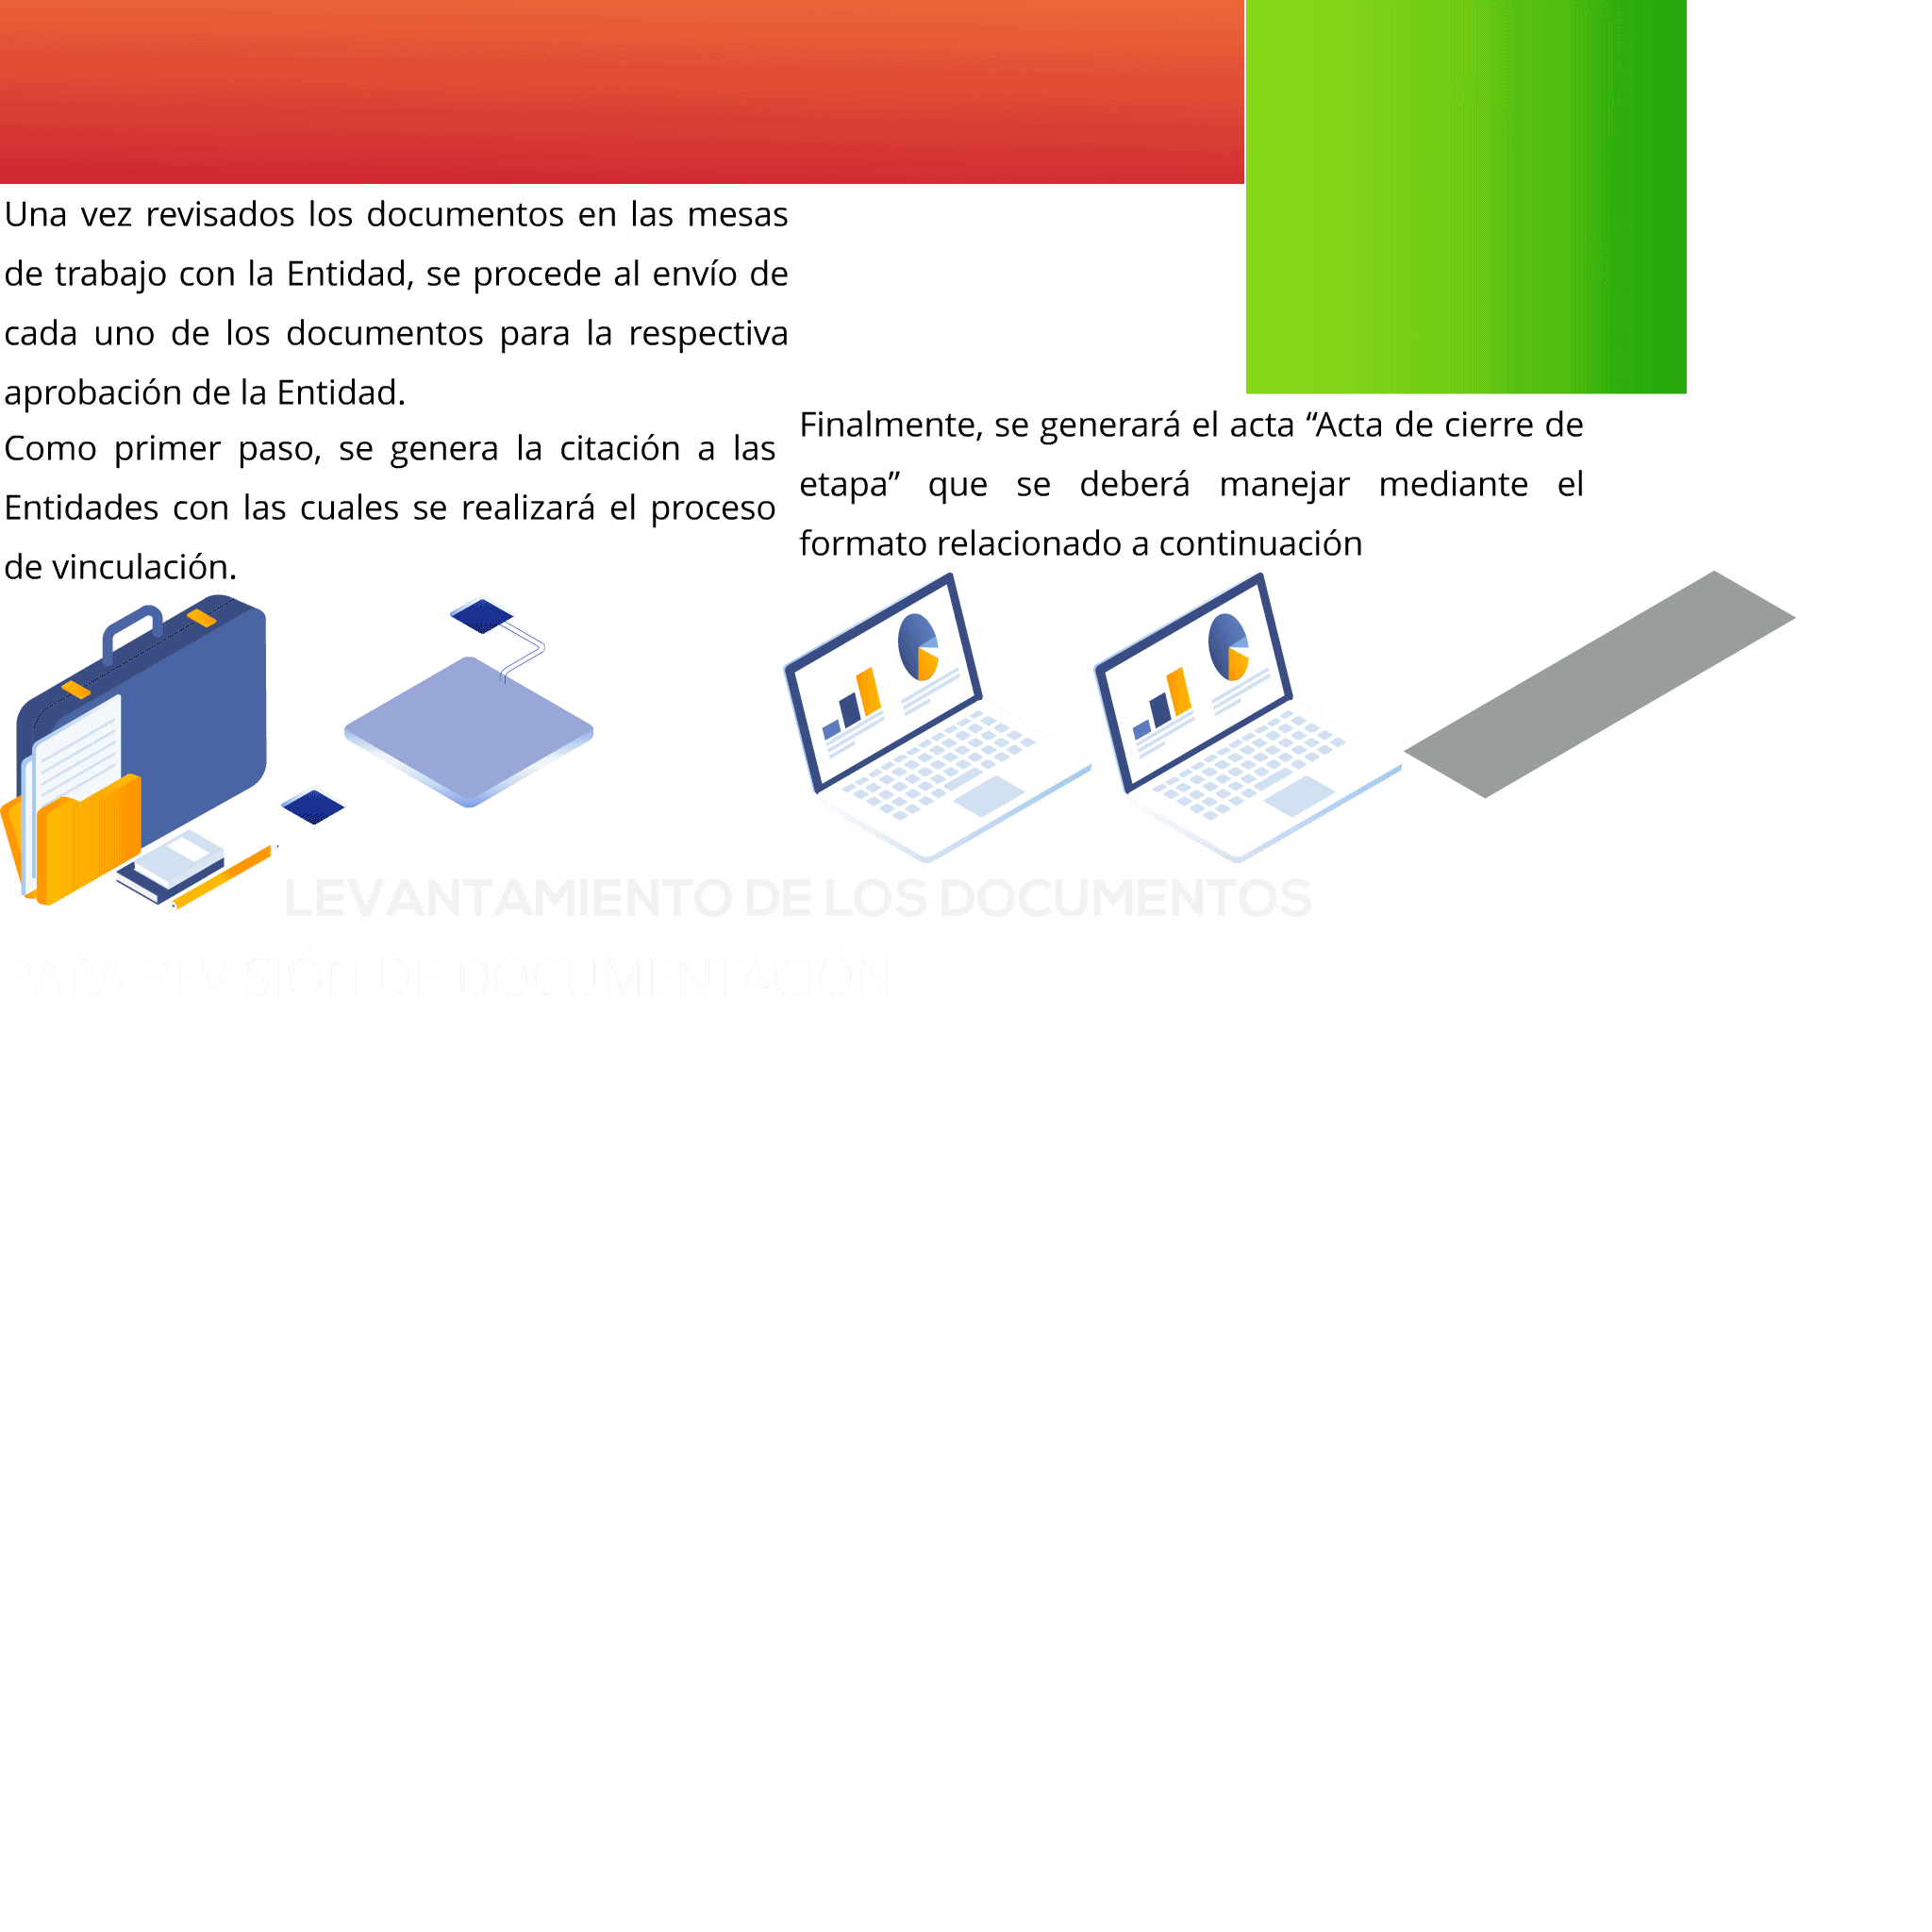 Una vez revisados los documentos en las mesas
de trabajo con la Entidad, se procede al envío de
cada uno de los documentos para la respectiva
aprobación de la Entidad.
Como primer paso, se genera la citación a las
Entidades con las cuales se realizará el proceso
de vinculación.
Finalmente, se generará el acta “Acta de cierre de
etapa” que se deberá manejar mediante el
formato relacionado a continuación
LEVANTAMIENTO DE LOS DOCUMENTOS
PARA REVISIÓN DE DOCUMENTACIÓN